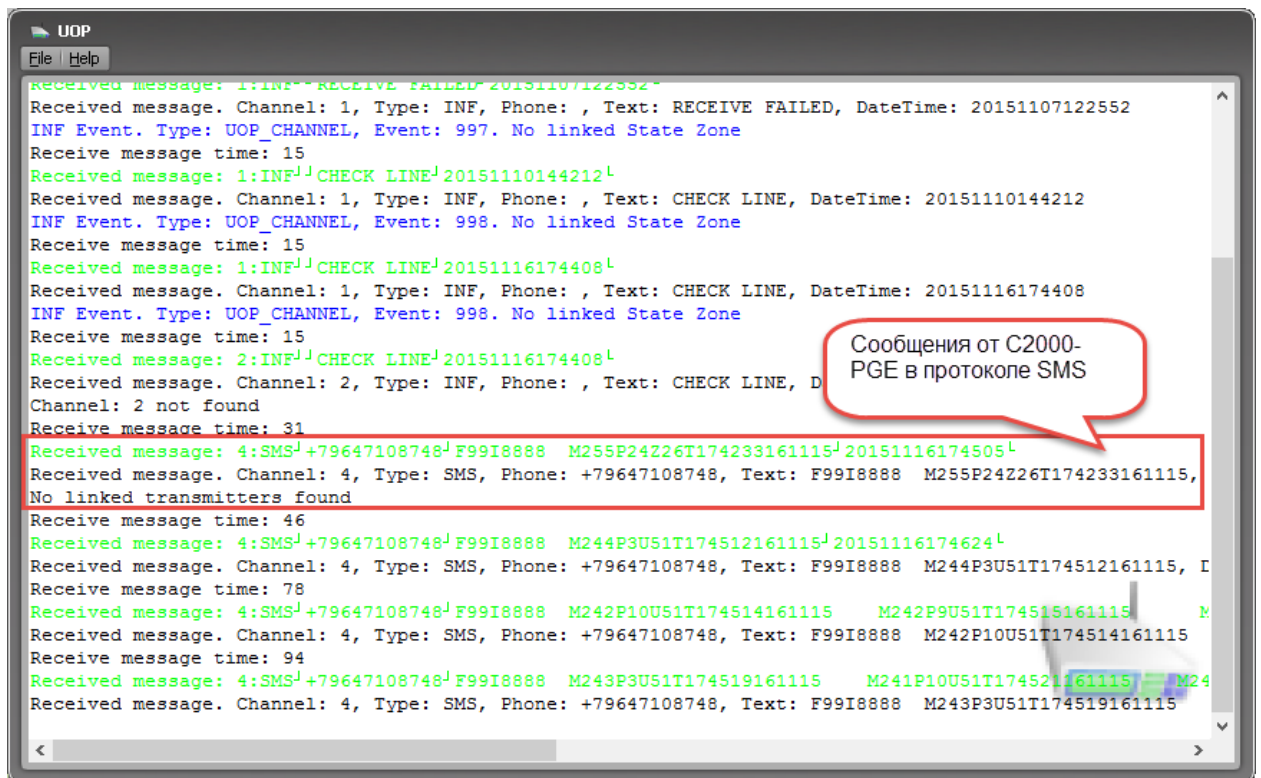 UOP
File Help
Received message: 1:INF┘┘RECEIVE FAILED┘20151107122552└
Received message. Channel: 1, Type: INF, Phone: , Text: RECEIVE FAILED, DateTime: 20151107122552
INF Event. Type: UOP_CHANNEL, Event: 997. No linked State Zone
Receive message time: 15
Received message: 1:INF┘┘CHECK LINE┘20151110144212└
Received message. Channel: 1, Type: INF, Phone: , Text: CHECK LINE, DateTime: 20151110144212
INF Event. Type: UOP_CHANNEL, Event: 998. No linked State Zone
Receive message time: 15
Received message: 1:INF┘┘CHECK LINE┘20151116174408└
Received message. Channel: 1, Type: INF, Phone: , Text: CHECK LINE, DateTime: 20151116174408
INF Event. Type: UOP_CHANNEL, Event: 998. No linked State Zone
Receive message time: 15
Received message: 2:INF┘┘CHECK LINE┘20151116174408└
Received message. Channel: 2, Type: INF, Phone: , Text: CHECK LINE, D
Сообщения от С2000-
PGE в протоколе SMS
Channel: 2 not found
Receive message time: 31
Received message: 4:SMS┘+79647108748┘F99I8888  M255P24Z26T174233161115┘20151116174505└
Received message. Channel: 4, Type: SMS, Phone: +79647108748, Text: F99I8888  M255P24Z26T174233161115,
No linked transmitters found
Receive message time: 46
Received message: 4:SMS┘+79647108748┘F99I8888  M244P3U51T174512161115┘20151116174624└
Received message. Channel: 4, Type: SMS, Phone: +79647108748, Text: F99I8888  M244P3U51T174512161115, D
Receive message time: 78
Received message: 4:SMS┘+79647108748┘F99I8888  M242P10U51T174514161115    M242P9U51T174515161115    M
Received message. Channel: 4, Type: SMS, Phone: +79647108748, Text: F99I8888  M242P10U51T174514161115
Receive message time: 94
Received message: 4:SMS┘+79647108748┘F99I8888  M243P3U51T174519161115    M241P10U51T174521161115    M24
Received message. Channel: 4, Type: SMS, Phone: +79647108748, Text: F99I8888  M243P3U51T174519161115